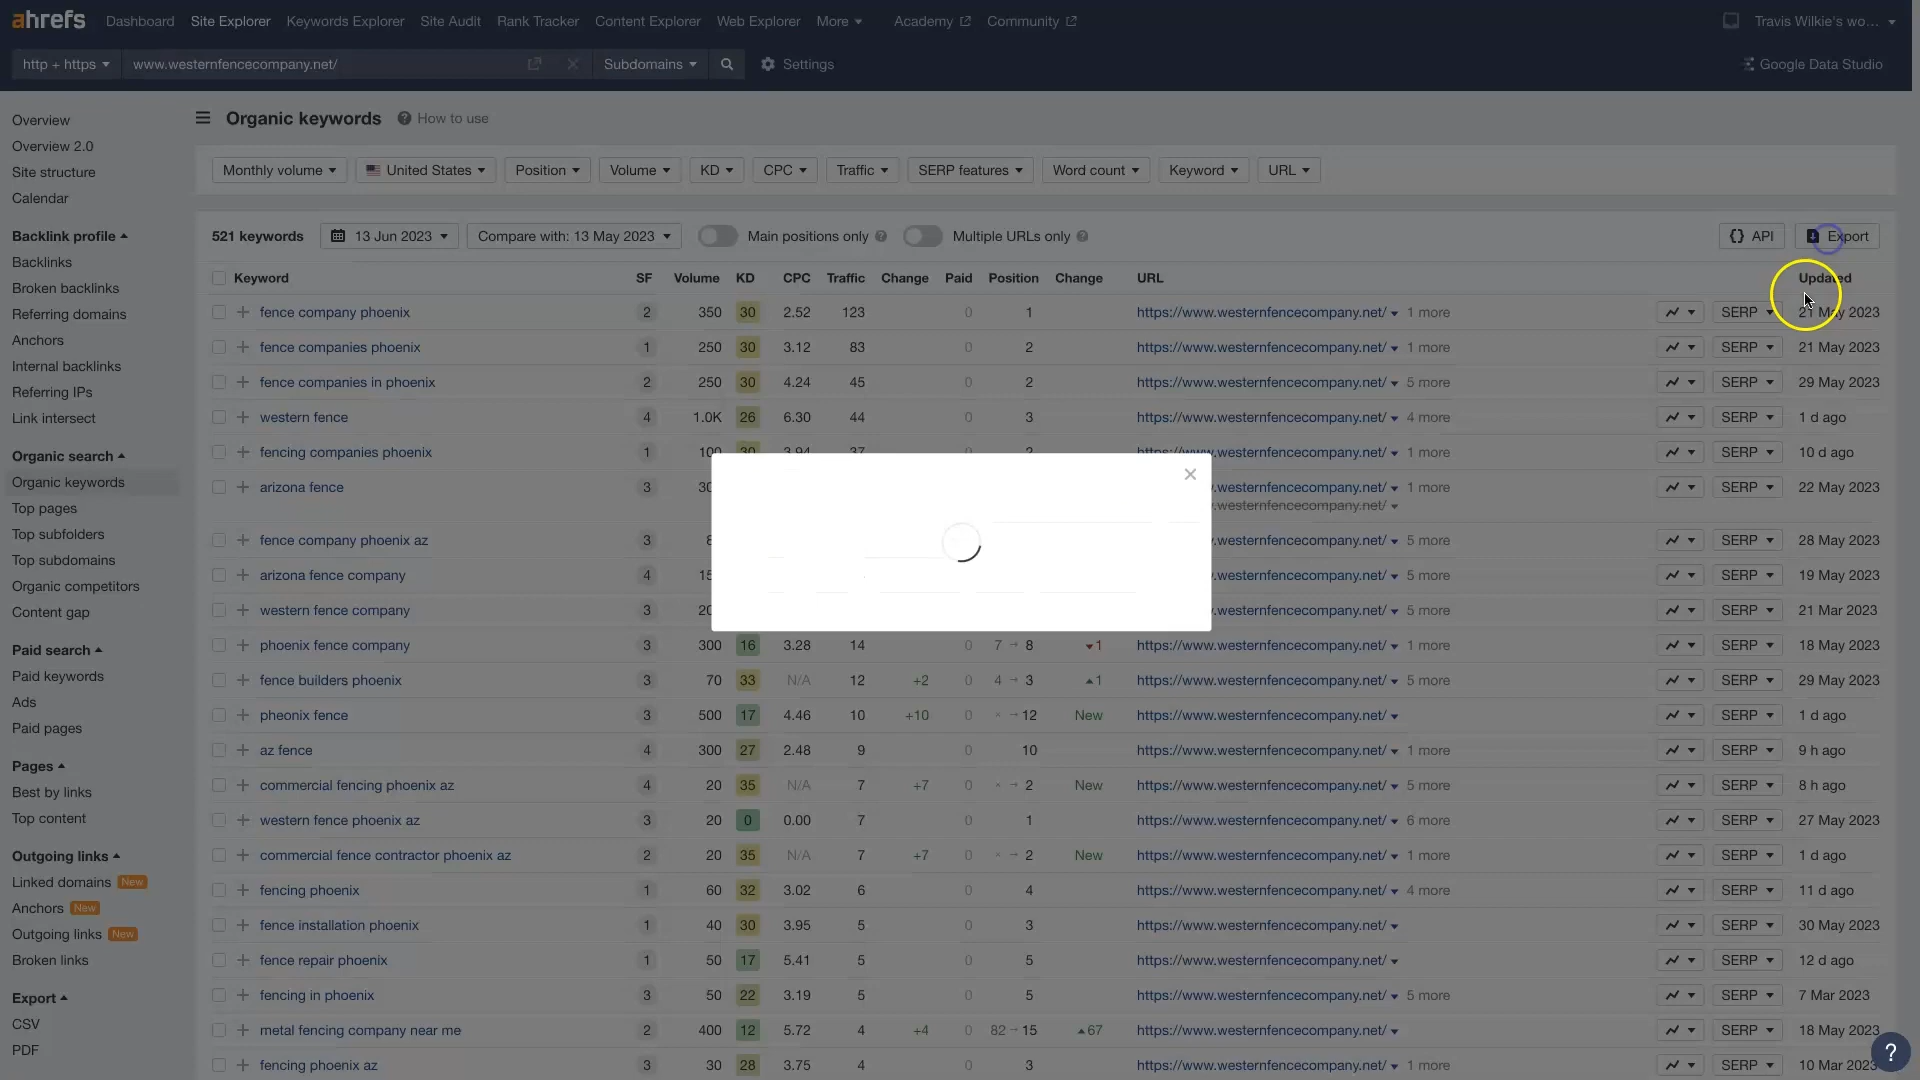 ahrefs Dashboard Site Explorer Keywords Explorer Site Audit Rank Tracker Content Explorer Web Explorer More Academy Community Travis Wilkie's wo...
http + https www.westernfencecompany.net/ Subdomains Settings Google Data Studio
Overview
Overview 2.0
Site structure
Calendar
Backlink profile
Backlinks
Broken backlinks
Referring domains
Anchors
Internal backlinks
Referring IPs
Link intersect
Organic search
Organic keywords
Top pages
Top subfolders
Top subdomains
Organic competitors
Content gap
Paid search
Paid keywords
Ads
Paid pages
Pages
Best by links
Top content
Outgoing links
Linked domains New
Anchors New
Outgoing links New
Broken links
Export
CSV
PDF
Organic keywords ? How to use
Monthly volume United States Position Volume KD CPC Traffic SERP features Word count Keyword URL
521 keywords 13 Jun 2023 Compare with: 13 May 2023 Main positions only ? Multiple URLs only ? {} API Export
Keyword SF Volume KD CPC Traffic Change Paid Position Change URL Updated
fence company phoenix 2 350 30 2.52 123 0 1 https://www.westernfencecompany.net/ 1 more SERP 21 May 2023
fence companies phoenix 1 250 30 3.12 83 0 2 https://www.westernfencecompany.net/ 1 more SERP 21 May 2023
fence companies in phoenix 2 250 30 4.24 45 0 2 https://www.westernfencecompany.net/ 5 more SERP 29 May 2023
western fence 4 1.0K 26 6.30 44 0 3 https://www.westernfencecompany.net/ 4 more SERP 1 d ago
fencing companies phoenix 1 100 30 3.94 37 0 2 https://www.westernfencecompany.net/ 1 more SERP 10 d ago
arizona fence 3 .westernfencecompany.net/ 1 more SERP 22 May 2023
.westernfencecompany.net/
fence company phoenix az 3 .westernfencecompany.net/ 5 more SERP 28 May 2023
arizona fence company 4 .westernfencecompany.net/ 5 more SERP 19 May 2023
western fence company 3 .westernfencecompany.net/ 5 more SERP 21 Mar 2023
phoenix fence company 3 300 16 3.28 14 0 7 → 8 1 https://www.westernfencecompany.net/ 1 more SERP 18 May 2023
fence builders phoenix 3 70 33 N/A 12 +2 0 4 → 3 1 https://www.westernfencecompany.net/ 5 more SERP 29 May 2023
pheonix fence 3 500 17 4.46 10 +10 0 × → 12 New https://www.westernfencecompany.net/ SERP 1 d ago
az fence 4 300 27 2.48 9 0 10 https://www.westernfencecompany.net/ 1 more SERP 9 h ago
commercial fencing phoenix az 4 20 35 N/A 7 +7 0 × → 2 New https://www.westernfencecompany.net/ 5 more SERP 8 h ago
western fence phoenix az 3 20 0 0.00 7 0 1 https://www.westernfencecompany.net/ 6 more SERP 27 May 2023
commercial fence contractor phoenix az 2 20 35 N/A 7 +7 0 × → 2 New https://www.westernfencecompany.net/ 1 more SERP 1 d ago
fencing phoenix 1 60 32 3.02 6 0 4 https://www.westernfencecompany.net/ 4 more SERP 11 d ago
fence installation phoenix 1 40 30 3.95 5 0 3 https://www.westernfencecompany.net/ SERP 30 May 2023
fence repair phoenix 1 50 17 5.41 5 0 5 https://www.westernfencecompany.net/ SERP 12 d ago
fencing in phoenix 3 50 22 3.19 5 0 5 https://www.westernfencecompany.net/ 5 more SERP 7 Mar 2023
metal fencing company near me 2 400 12 5.72 4 +4 0 82 → 15 67 https://www.westernfencecompany.net/ SERP 18 May 2023
fencing phoenix az 3 30 28 3.75 4 0 3 https://www.westernfencecompany.net/ 1 more SERP 10 Mar 2023
?